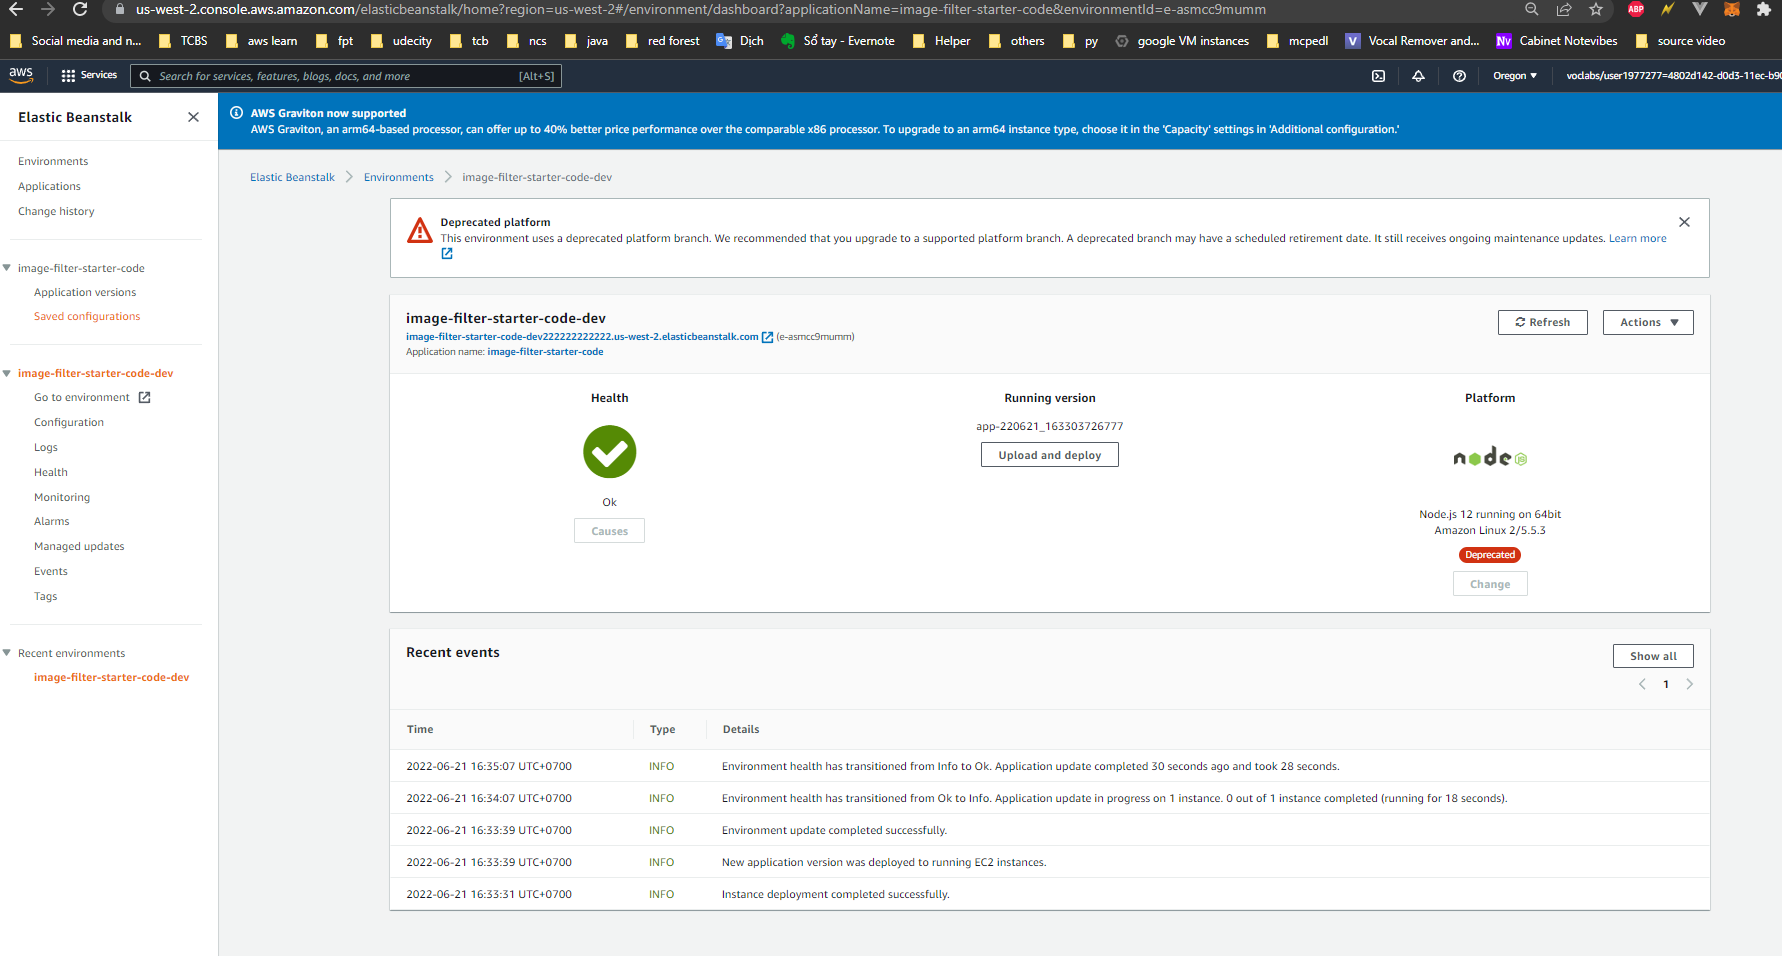 us-west-2.console.aws.amazon.com/elasticbeanstalk/home?region=us-west-2#/environment/dashboard?applicationName=image-filter-starter-code&environmentId=e-asmcc9mumm
ABP
Social media and n... TCBS aws learn fpt udecity tcb ncs java red forest Dịch Sổ tay - Evernote Helper others py google VM instances mcpedl V Vocal Remover and... Nv Cabinet Notevibes source video
aws Services Search for services, features, blogs, docs, and more [Alt+S] Oregon ▼ voclabs/user1977277=4802d142-d0d3-11ec-b90
Elastic Beanstalk
Environments
Applications
Change history
image-filter-starter-code
Application versions
Saved configurations
image-filter-starter-code-dev
Go to environment
Configuration
Logs
Health
Monitoring
Alarms
Managed updates
Events
Tags
Recent environments
image-filter-starter-code-dev
AWS Graviton now supported
AWS Graviton, an arm64-based processor, can offer up to 40% better price performance over the comparable x86 processor. To upgrade to an arm64 instance type, choose it in the 'Capacity' settings in 'Additional configuration.'
Elastic Beanstalk > Environments > image-filter-starter-code-dev
Deprecated platform
This environment uses a deprecated platform branch. We recommended that you upgrade to a supported platform branch. A deprecated branch may have a scheduled retirement date. It still receives ongoing maintenance updates. Learn more
image-filter-starter-code-dev
image-filter-starter-code-dev222222222222.us-west-2.elasticbeanstalk.com (e-asmcc9mumm)
Application name: image-filter-starter-code
Refresh
Actions ▼
Health
Ok
Causes
Running version
app-220621_163303726777
Upload and deploy
Platform
node JS
Node.js 12 running on 64bit
Amazon Linux 2/5.5.3
Deprecated
Change
Recent events
Show all
< 1 >
Time Type Details
2022-06-21 16:35:07 UTC+0700 INFO Environment health has transitioned from Info to Ok. Application update completed 30 seconds ago and took 28 seconds.
2022-06-21 16:34:07 UTC+0700 INFO Environment health has transitioned from Ok to Info. Application update in progress on 1 instance. 0 out of 1 instance completed (running for 18 seconds).
2022-06-21 16:33:39 UTC+0700 INFO Environment update completed successfully.
2022-06-21 16:33:39 UTC+0700 INFO New application version was deployed to running EC2 instances.
2022-06-21 16:33:31 UTC+0700 INFO Instance deployment completed successfully.